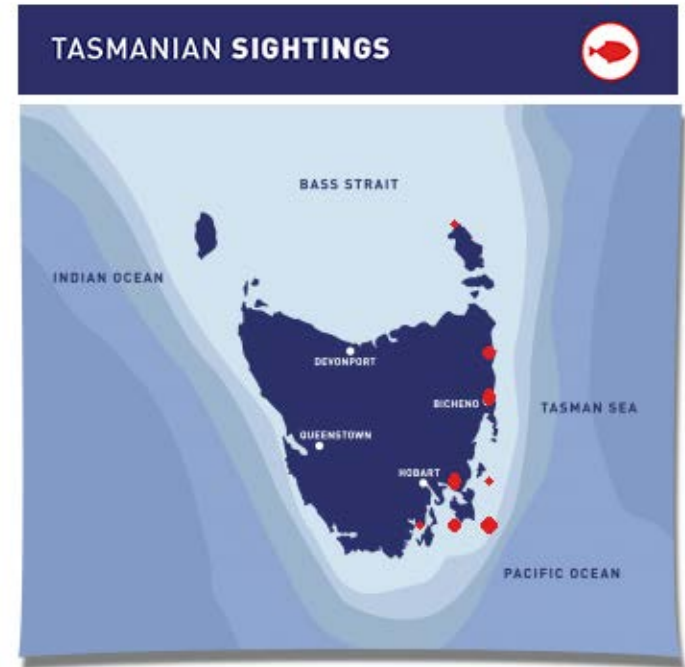 TASMANIAN SIGHTINGS
BASS STRAIT
INDIAN OCEAN
DEVONPORT
BICHENO
TASMAN SEA
QUEENSTOWN
HOBART
PACIFIC OCEAN